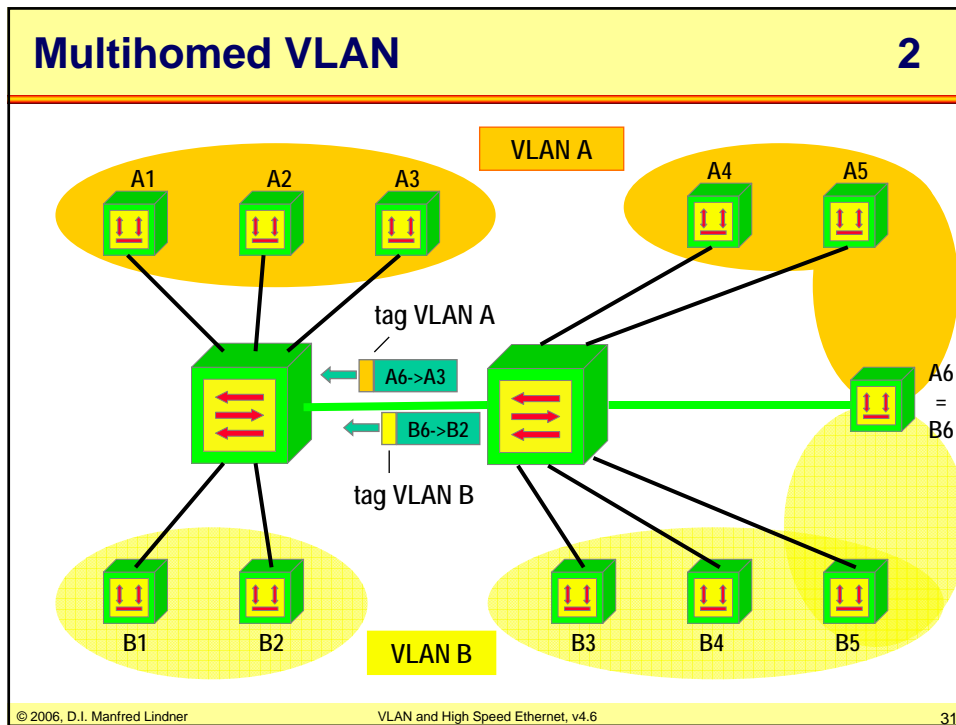 Multihomed VLAN 2
VLAN A
A1 A2 A3 A4 A5
tag VLAN A
A6->A3
A6
=
B6
B6->B2
tag VLAN B
B1 B2 B3 B4 B5
VLAN B
© 2006, D.I. Manfred Lindner VLAN and High Speed Ethernet, v4.6 31